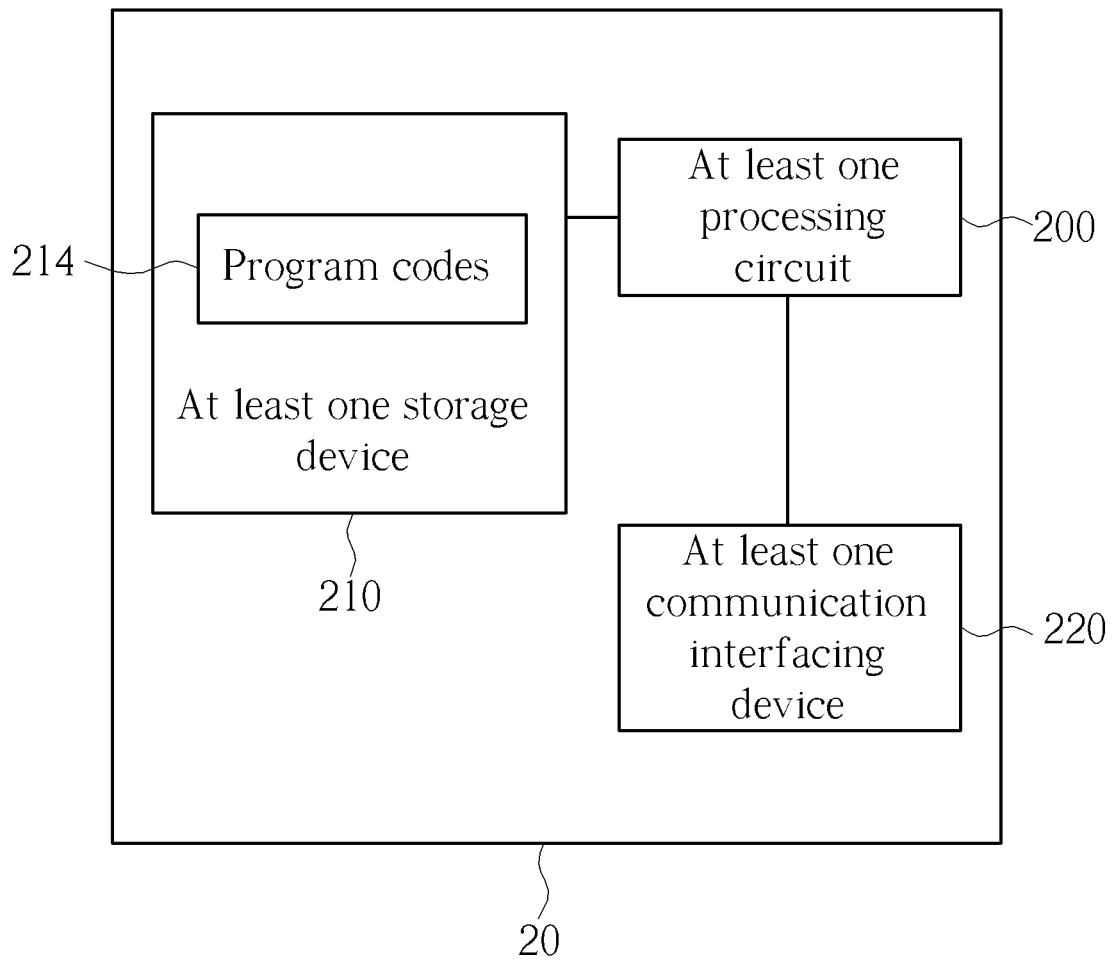 At least one
processing
circuit
200
214
Program codes
At least one storage
device
210
At least one
communication
interfacing
device
220
20